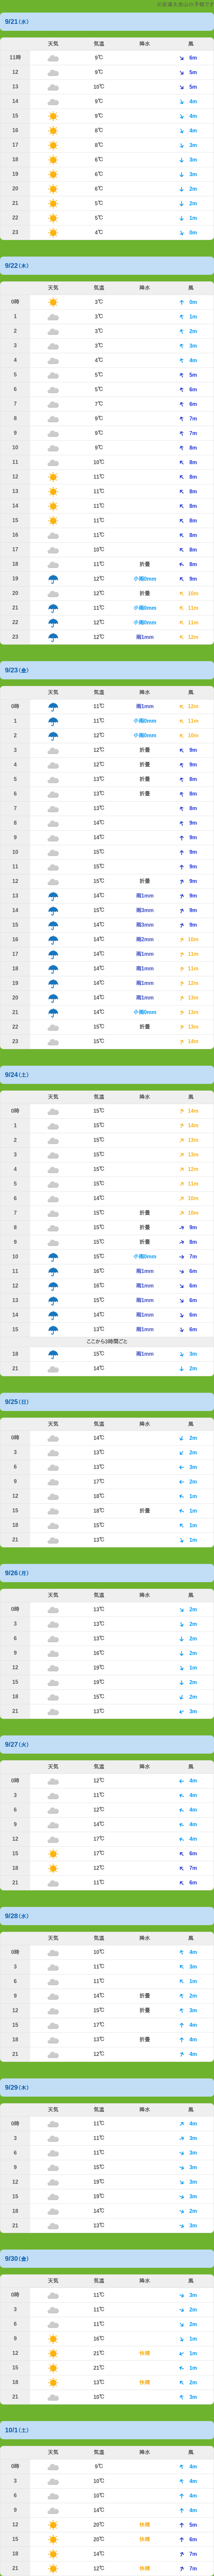 9/21(水)
天気 気温 降水 風
11時 9℃ 6m
12 9℃ 5m
13 10℃ 5m
14 9℃ 4m
15 9℃ 4m
16 8℃ 4m
17 8℃ 3m
18 6℃ 3m
19 6℃ 3m
20 6℃ 2m
21 5℃ 2m
22 5℃ 1m
23 4℃ 0m
9/22(木)
天気 気温 降水 風
0時 3℃ 0m
1 3℃ 1m
2 3℃ 2m
3 3℃ 3m
4 4℃ 4m
5 5℃ 5m
6 5℃ 6m
7 7℃ 6m
8 9℃ 7m
9 9℃ 7m
10 9℃ 8m
11 10℃ 8m
12 11℃ 8m
13 11℃ 8m
14 11℃ 8m
15 11℃ 8m
16 11℃ 8m
17 10℃ 8m
18 11℃ 折畳 8m
19 12℃ 小雨0mm 9m
20 12℃ 折畳 10m
21 11℃ 小雨0mm 11m
22 12℃ 小雨0mm 11m
23 12℃ 雨1mm 12m
9/23(金)
天気 気温 降水 風
0時 11℃ 雨1mm 12m
1 11℃ 小雨0mm 11m
2 12℃ 小雨0mm 10m
3 12℃ 折畳 9m
4 12℃ 折畳 9m
5 13℃ 折畳 8m
6 13℃ 折畳 8m
7 13℃ 8m
8 14℃ 9m
9 14℃ 9m
10 15℃ 9m
11 15℃ 9m
12 15℃ 折畳 9m
13 14℃ 雨1mm 9m
14 15℃ 雨3mm 9m
15 14℃ 雨3mm 9m
16 14℃ 雨2mm 10m
17 14℃ 雨1mm 11m
18 14℃ 雨1mm 11m
19 14℃ 雨1mm 12m
20 14℃ 雨1mm 13m
21 14℃ 小雨0mm 13m
22 15℃ 折畳 13m
23 15℃ 14m
9/24(土)
天気 気温 降水 風
0時 15℃ 14m
1 15℃ 14m
2 15℃ 13m
3 15℃ 13m
4 15℃ 12m
5 15℃ 11m
6 14℃ 10m
7 15℃ 折畳 10m
8 15℃ 折畳 9m
9 15℃ 折畳 8m
10 15℃ 小雨0mm 7m
11 16℃ 雨1mm 6m
12 16℃ 雨1mm 6m
13 15℃ 雨1mm 6m
14 14℃ 雨1mm 6m
15 13℃ 雨1mm 6m
ここから3時間ごと
18 15℃ 雨1mm 3m
21 14℃ 2m
9/25(日)
天気 気温 降水 風
0時 14℃ 2m
3 13℃ 2m
6 13℃ 3m
9 17℃ 2m
12 18℃ 1m
15 18℃ 折畳 1m
18 15℃ 1m
21 13℃ 1m
9/26(月)
天気 気温 降水 風
0時 13℃ 2m
3 13℃ 2m
6 13℃ 2m
9 16℃ 2m
12 19℃ 1m
15 19℃ 2m
18 15℃ 2m
21 13℃ 3m
9/27(火)
天気 気温 降水 風
0時 12℃ 4m
3 11℃ 4m
6 12℃ 4m
9 14℃ 4m
12 17℃ 4m
15 17℃ 6m
18 12℃ 7m
21 11℃ 6m
9/28(水)
天気 気温 降水 風
0時 10℃ 4m
3 11℃ 3m
6 11℃ 1m
9 14℃ 折畳 2m
12 15℃ 折畳 3m
15 17℃ 4m
18 13℃ 折畳 4m
21 12℃ 4m
9/29(木)
天気 気温 降水 風
0時 11℃ 4m
3 11℃ 3m
6 11℃ 3m
9 15℃ 3m
12 19℃ 3m
15 19℃ 3m
18 14℃ 2m
21 13℃ 3m
9/30(金)
天気 気温 降水 風
0時 11℃ 3m
3 11℃ 2m
6 11℃ 2m
9 16℃ 1m
12 21℃ 快晴 1m
15 21℃ 1m
18 13℃ 快晴 2m
21 10℃ 3m
10/1(土)
天気 気温 降水 風
0時 9℃ 4m
3 10℃ 4m
6 10℃ 4m
9 14℃ 4m
12 20℃ 快晴 5m
15 20℃ 快晴 6m
18 14℃ 7m
21 12℃ 快晴 7m